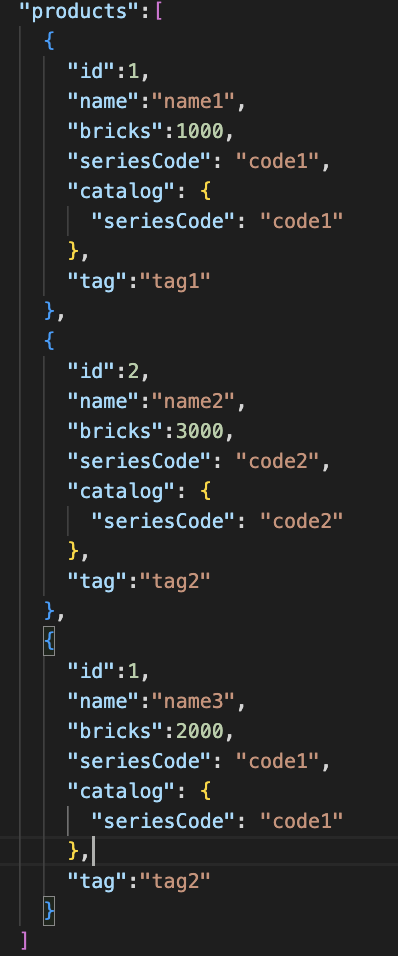 "products":[
{
"id":1,
"name":"name1",
"bricks":1000,
"seriesCode": "code1",
"catalog": {
"seriesCode": "code1"
},
"tag":"tag1"
},
{
"id":2,
"name":"name2",
"bricks":3000,
"seriesCode": "code2",
"catalog": {
"seriesCode": "code2"
},
"tag":"tag2"
},
{
"id":1,
"name":"name3",
"bricks":2000,
"seriesCode": "code1",
"catalog": {
"seriesCode": "code1"
},
"tag":"tag2"
}
]